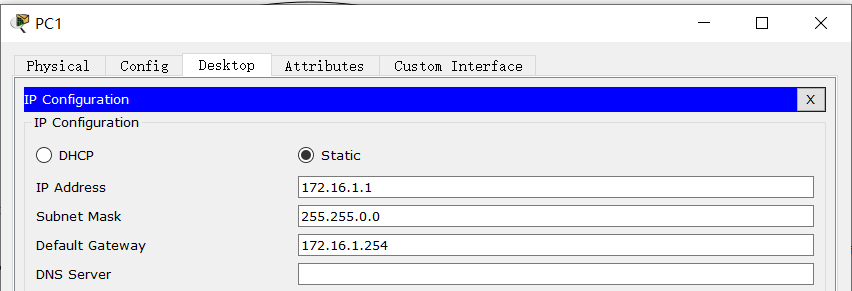 PC1
Physical Config Desktop Attributes Custom Interface
IP Configuration X
IP Configuration
DHCP Static
IP Address 172.16.1.1
Subnet Mask 255.255.0.0
Default Gateway 172.16.1.254
DNS Server